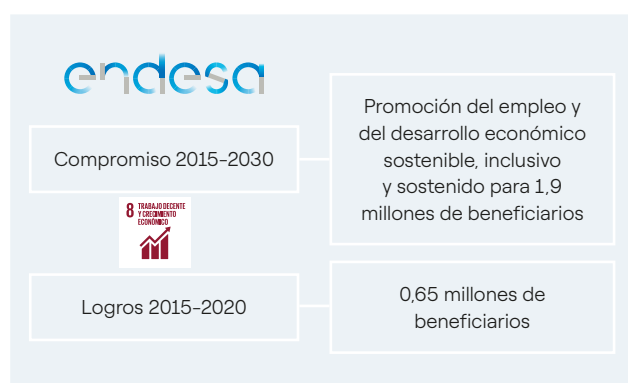 endesa
Compromiso 2015-2030
Promoción del empleo y
del desarrollo económico
sostenible, inclusivo
y sostenido para 1,9
millones de beneficiarios
8 TRABAJO DECENTE
Y CRECIMIENTO
ECONÓMICO
Logros 2015-2020
0,65 millones de
beneficiarios